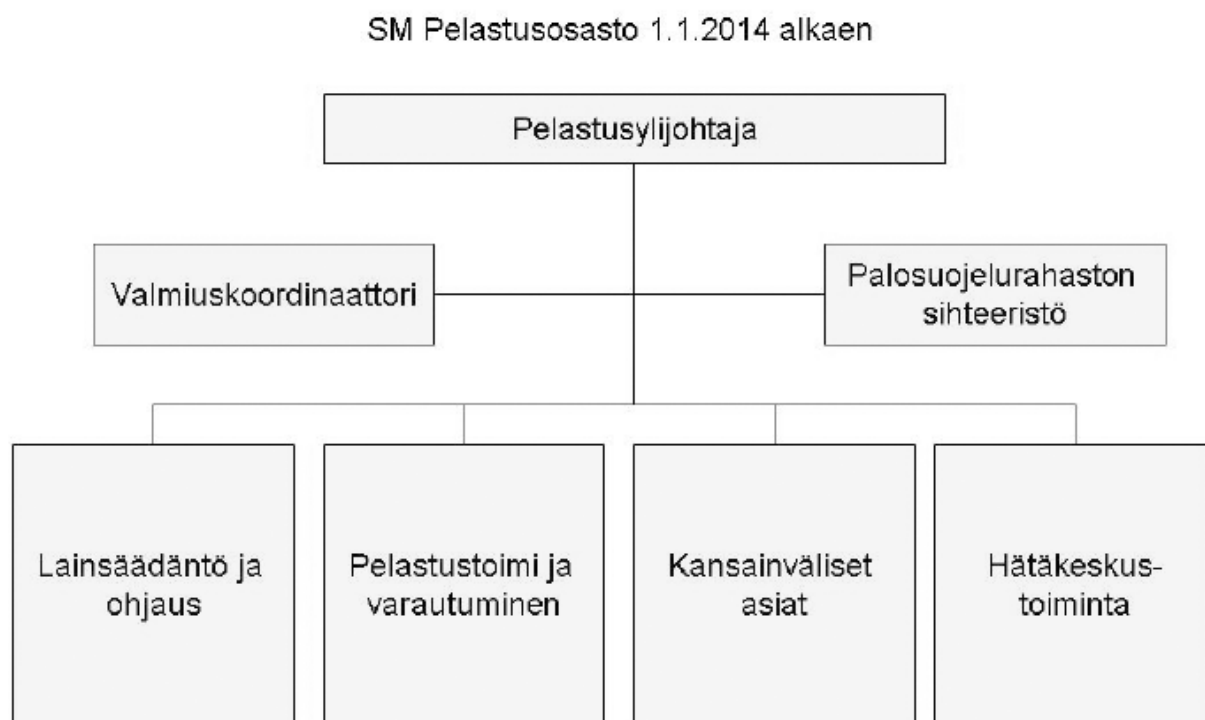 SM Pelastusosasto 1.1.2014 alkaen
Pelastusylijohtaja
Valmiuskoordinaattori
Palosuojelurahaston
sihteeristö
Lainsäädäntö ja
ohjaus
Pelastustoimi ja
varautuminen
Kansainväliset
asiat
Hätäkeskus-
toiminta